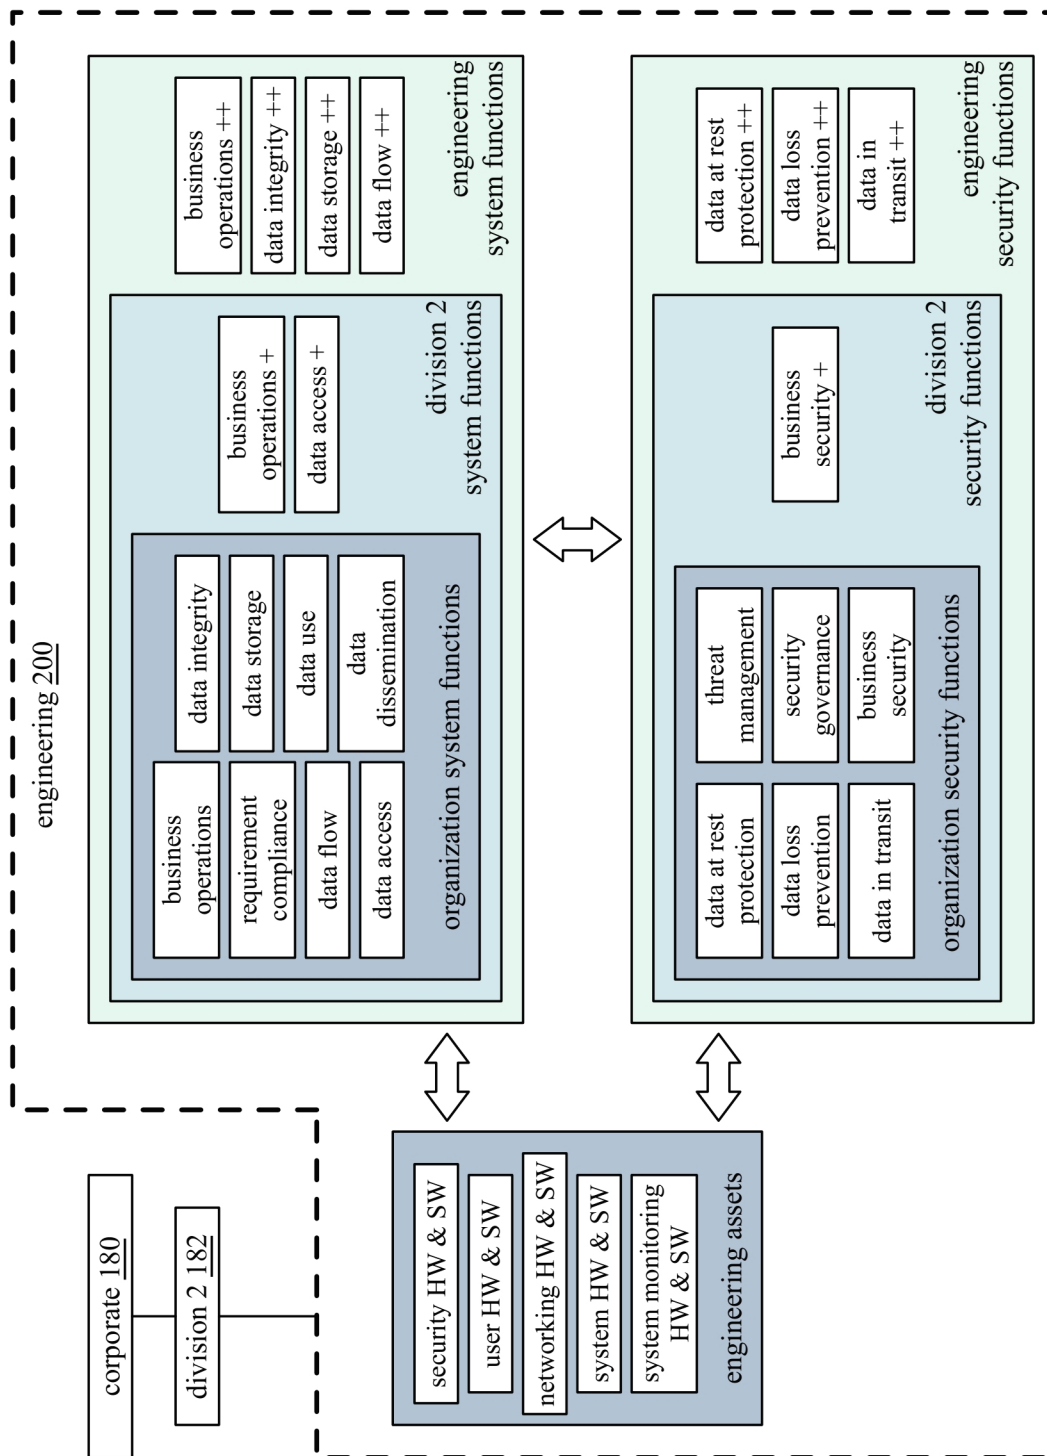 corporate 180
division 2 182
engineering 200
security HW & SW
user HW & SW
networking HW & SW
system HW & SW
system monitoring
HW & SW
engineering assets
business
operations
requirement
compliance
data flow
data access
data integrity
data storage
data use
data
dissemination
organization system functions
business
operations +
data access +
division 2
system functions
business
operations ++
data integrity ++
data storage ++
data flow ++
engineering
system functions
data at rest
protection
data loss
prevention
data in transit
threat
management
security
governance
business
security
organization security functions
business
security +
division 2
security functions
data at rest
protection ++
data loss
prevention ++
data in
transit ++
engineering
security functions